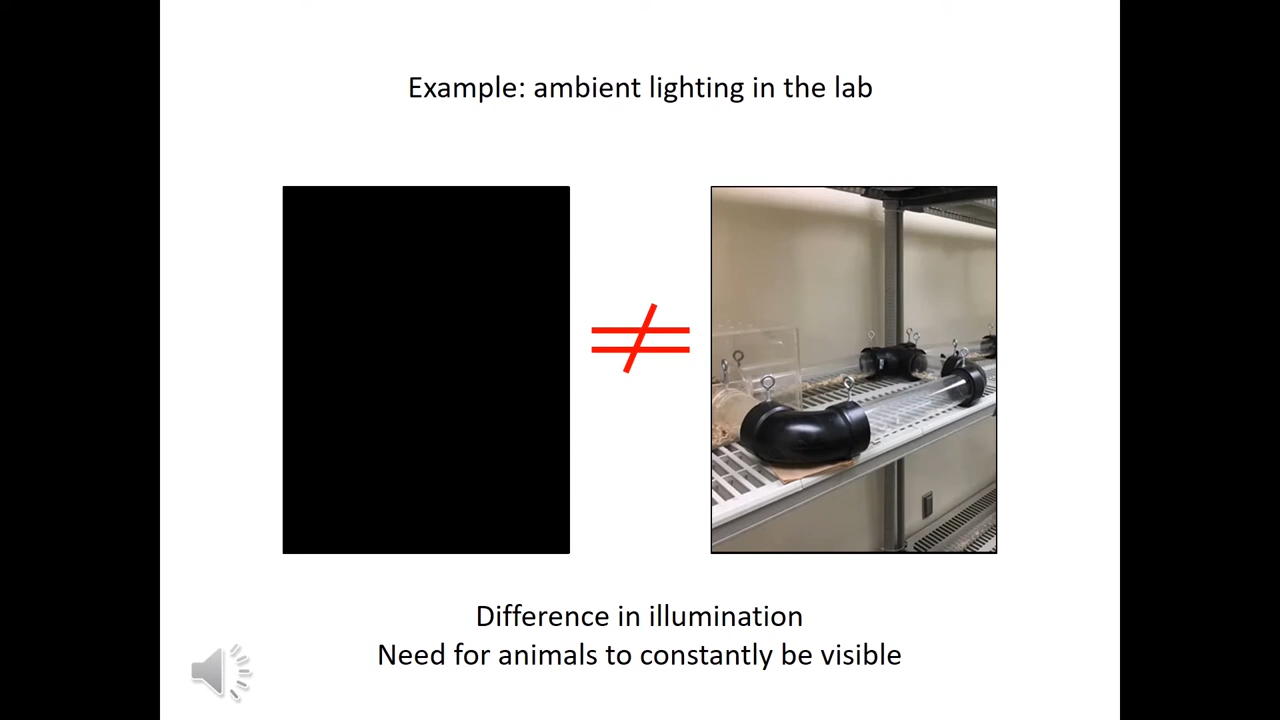 Example: ambient lighting in the lab
Difference in illumination
Need for animals to constantly be visible